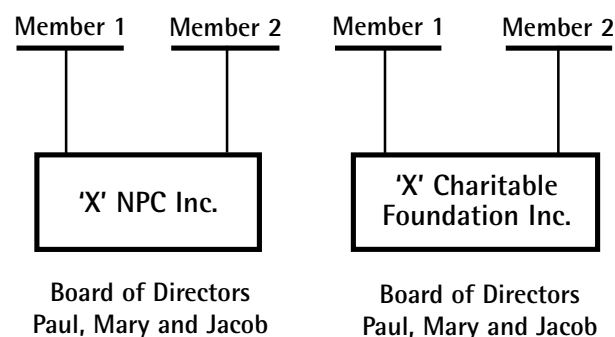 Member 1 Member 2 Member 1 Member 2
‘X’ NPC Inc.
‘X’ Charitable
Foundation Inc.
Board of Directors
Paul, Mary and Jacob
Board of Directors
Paul, Mary and Jacob